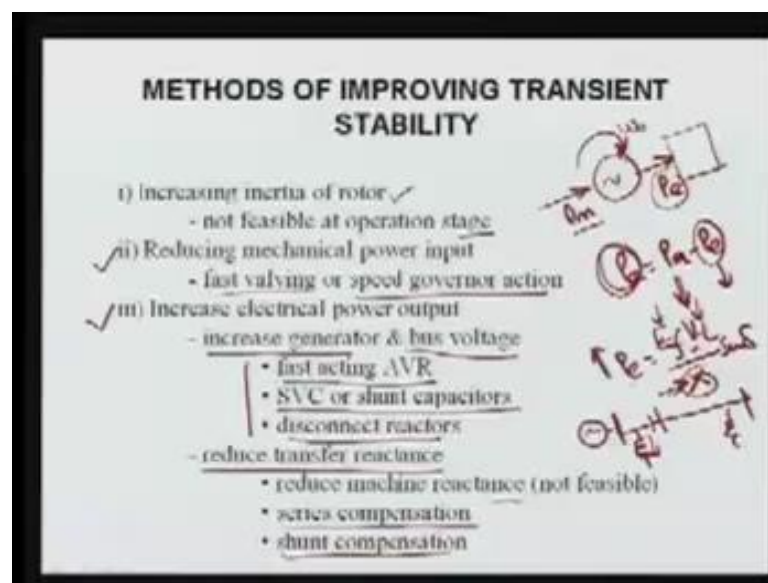 METHODS OF IMPROVING TRANSIENT
STABILITY
i) Increasing inertia of rotor
- not feasible at operation stage
ii) Reducing mechanical power input
- fast valving or speed governor action
iii) Increase electrical power output
- increase generator & bus voltage
• fast acting AVR
• SVC or shunt capacitors
• disconnect reactors
- reduce transfer reactance
• reduce machine reactance (not feasible)
• series compensation
• shunt compensation
Pm
Pe
= Pm - Pe
Pe =